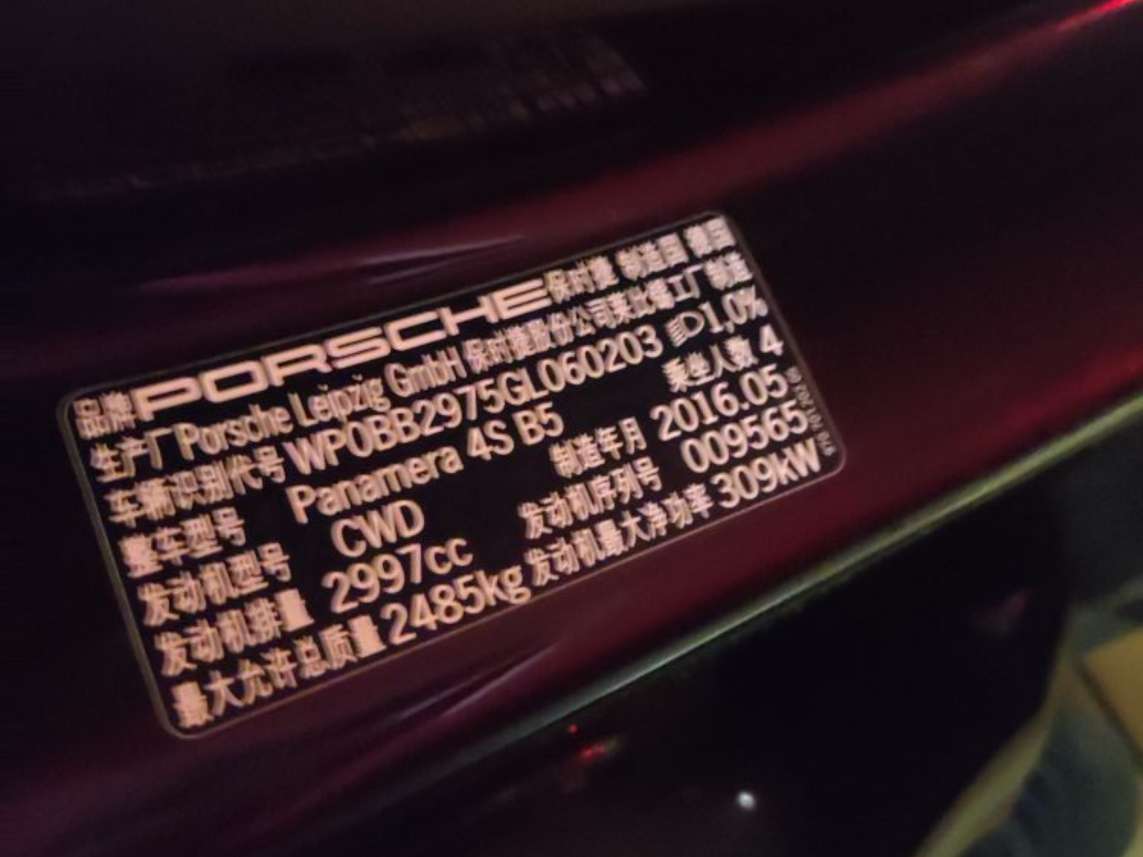 品牌 PORSCHE 保时捷 制造国 德国
生产厂 Porsche Leipzig GmbH 保时捷股份公司莱比锡工厂制造
车辆识别代号 WP0BB2975GL060203 1,0%
整车型号 Panamera 4S B5 乘坐人数 4
发动机型号 CWD 制造年月 2016.05
发动机排量 2997cc 发动机序列号 009565
最大允许总质量 2485kg 发动机最大净功率 309kW